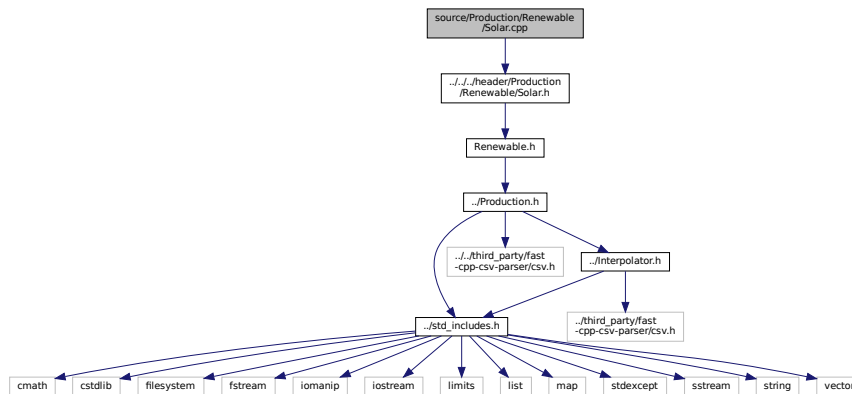 source/Production/Renewable
/Solar.cpp
../../../header/Production
/Renewable/Solar.h
Renewable.h
../Production.h
../../third_party/fast
-cpp-csv-parser/csv.h
../Interpolator.h
../third_party/fast
-cpp-csv-parser/csv.h
../std_includes.h
cmath
cstdlib
filesystem
fstream
iomanip
iostream
limits
list
map
stdexcept
sstream
string
vector